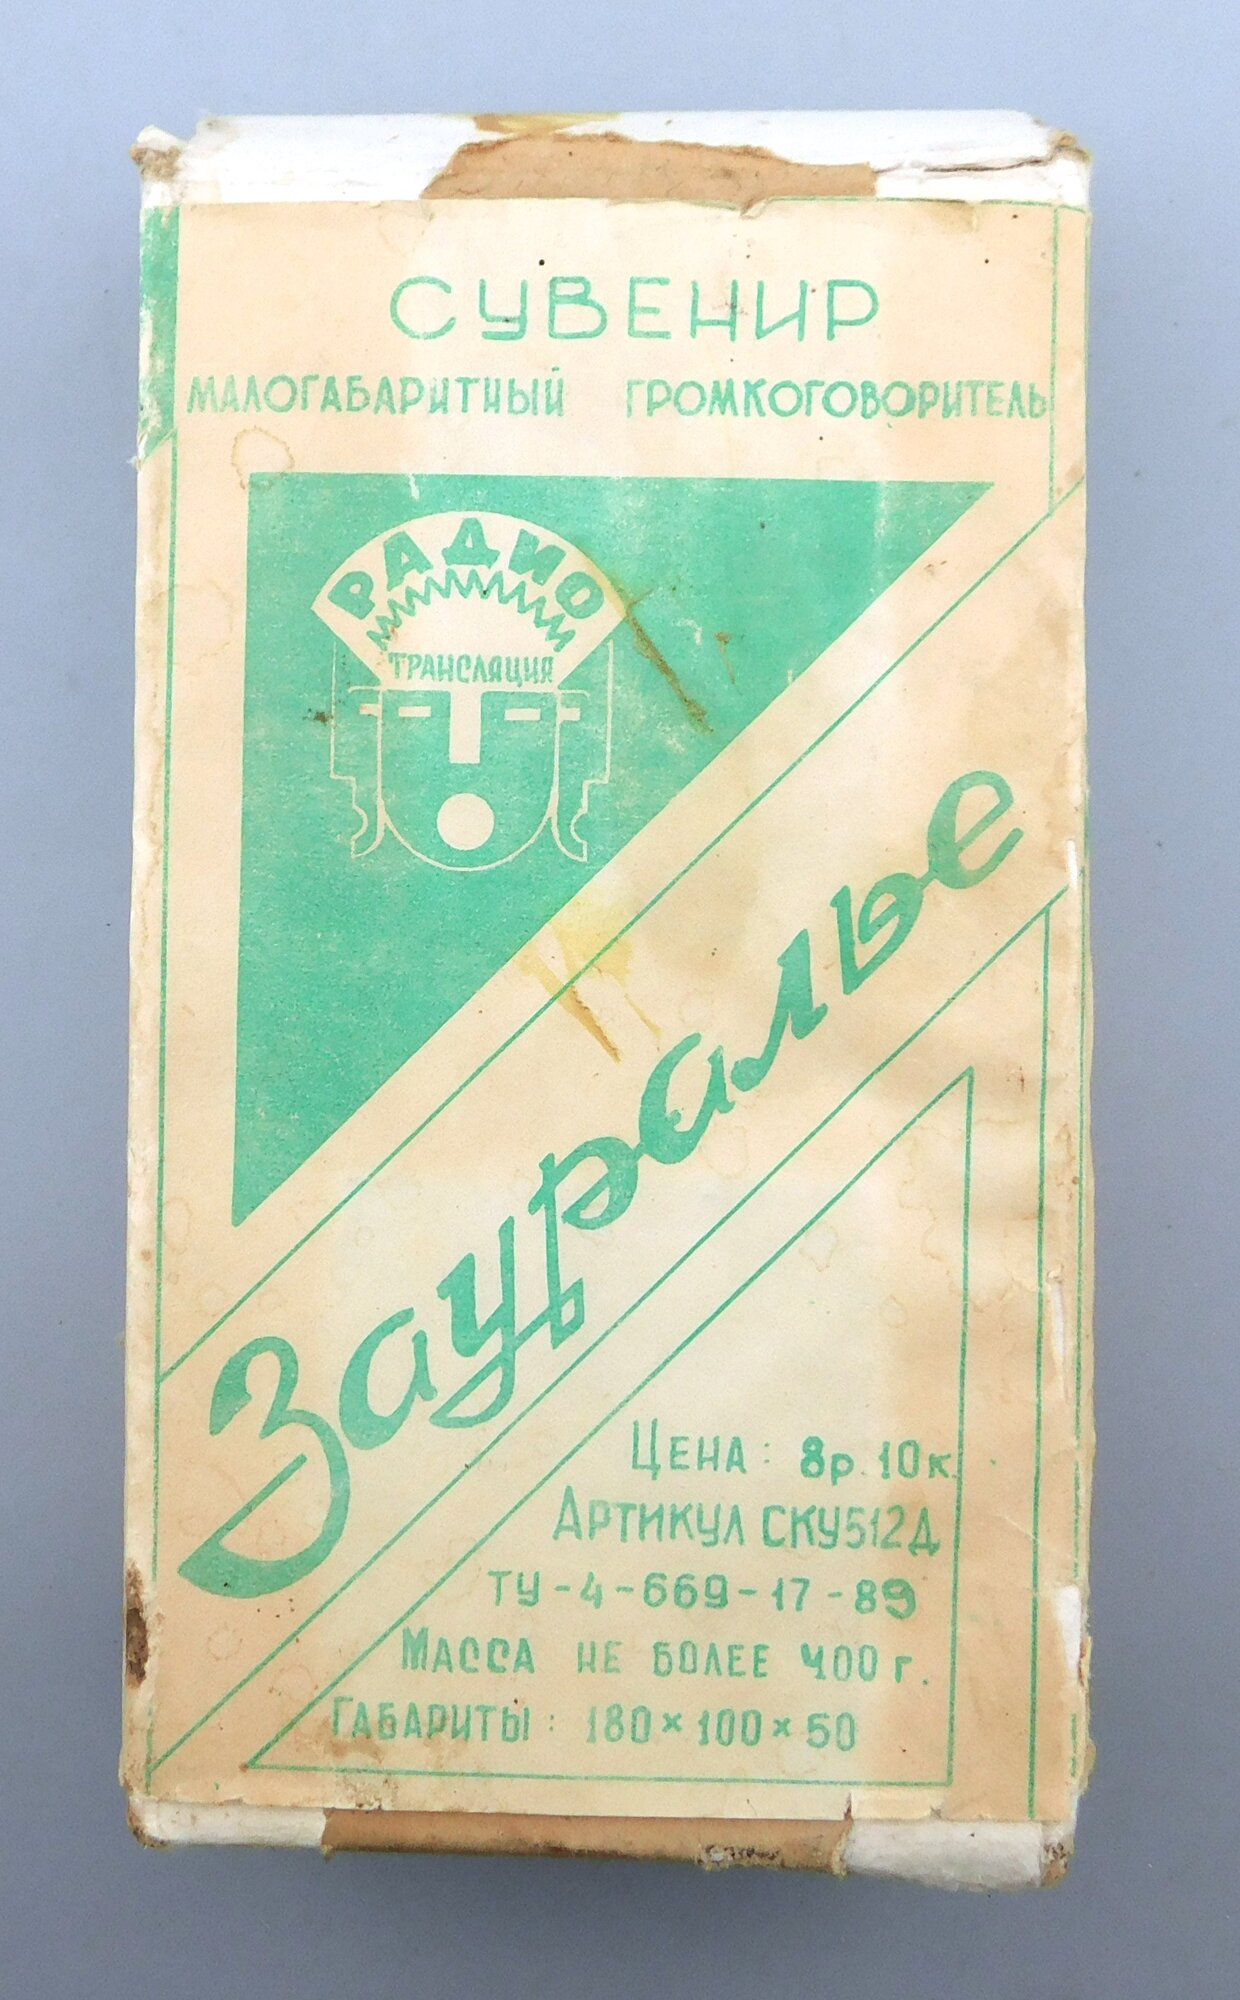 СУВЕНИР
МАЛОГАБАРИТНЫЙ ГРОМКОГОВОРИТЕЛЬ
РАДИО
ТРАНСЛЯЦИЯ
Зауралье
ЦЕНА: 8р.10к.
АРТИКУЛ СКУ512Д
ТУ-4-669-17-89
МАССА НЕ БОЛЕЕ 400 г.
ГАБАРИТЫ: 180×100×50